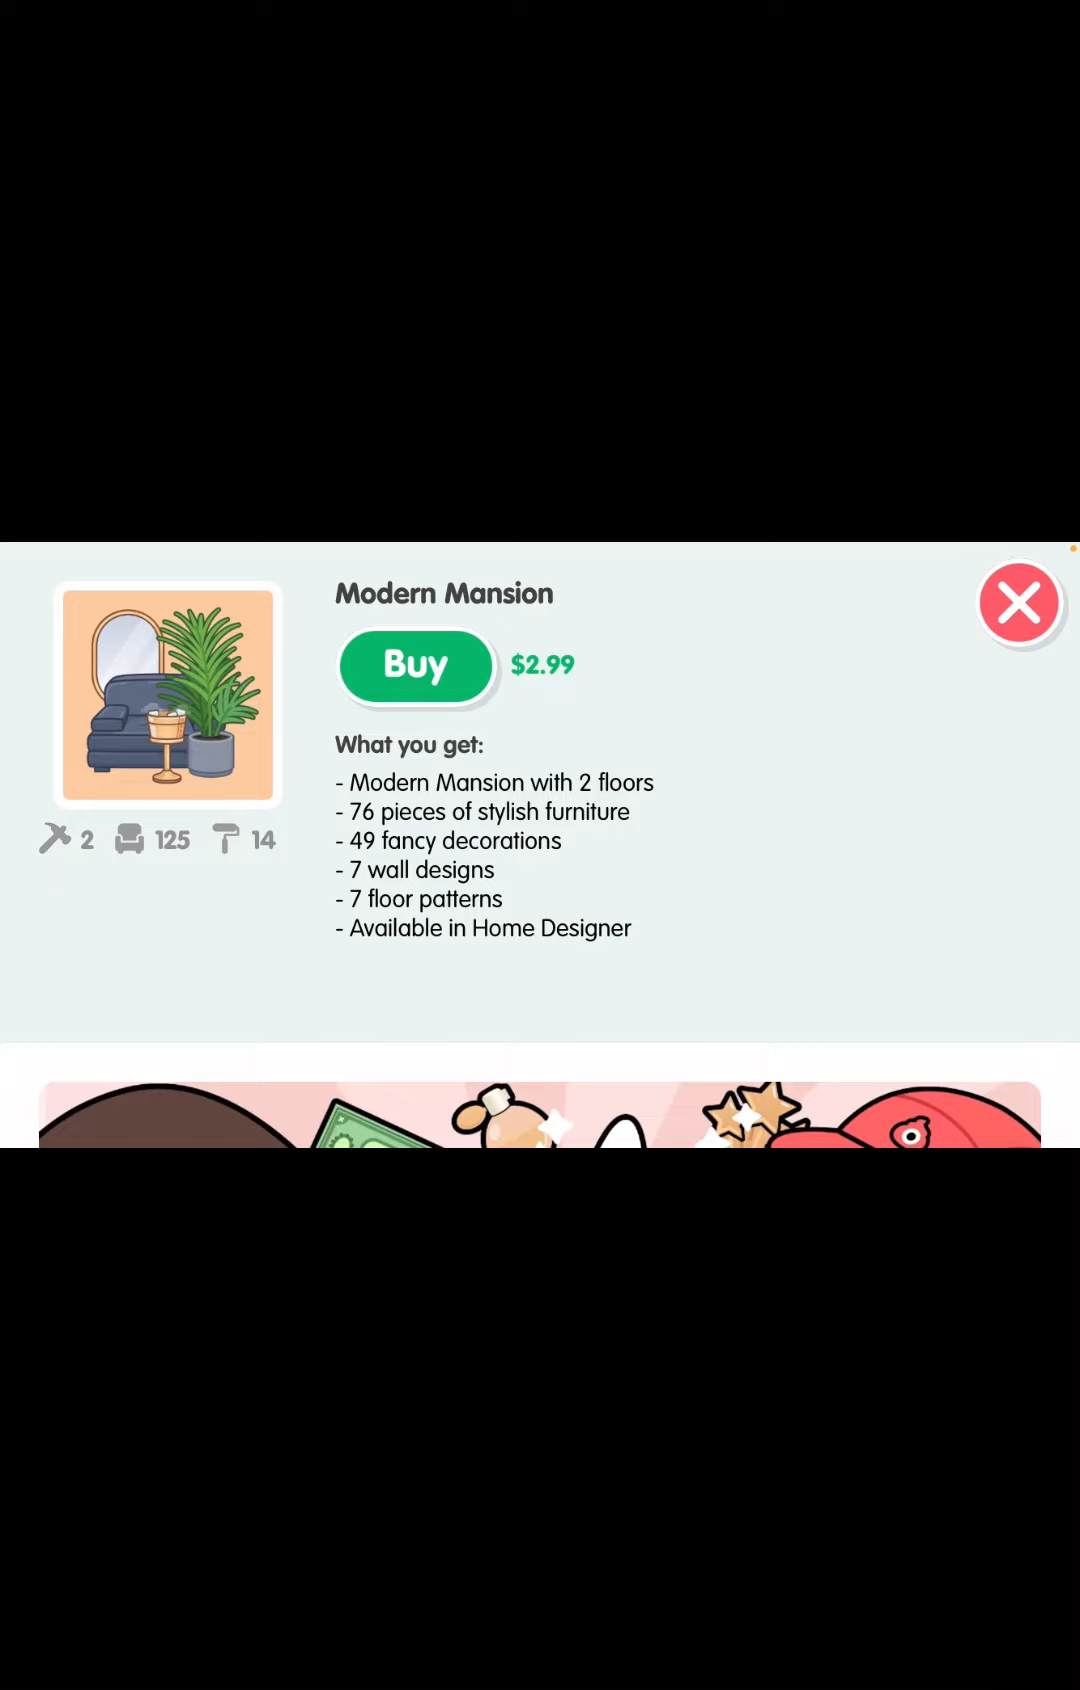 Modern Mansion
Buy $2.99
What you get:
- Modern Mansion with 2 floors
- 76 pieces of stylish furniture
2 125 14
- 49 fancy decorations
- 7 wall designs
- 7 floor patterns
- Available in Home Designer